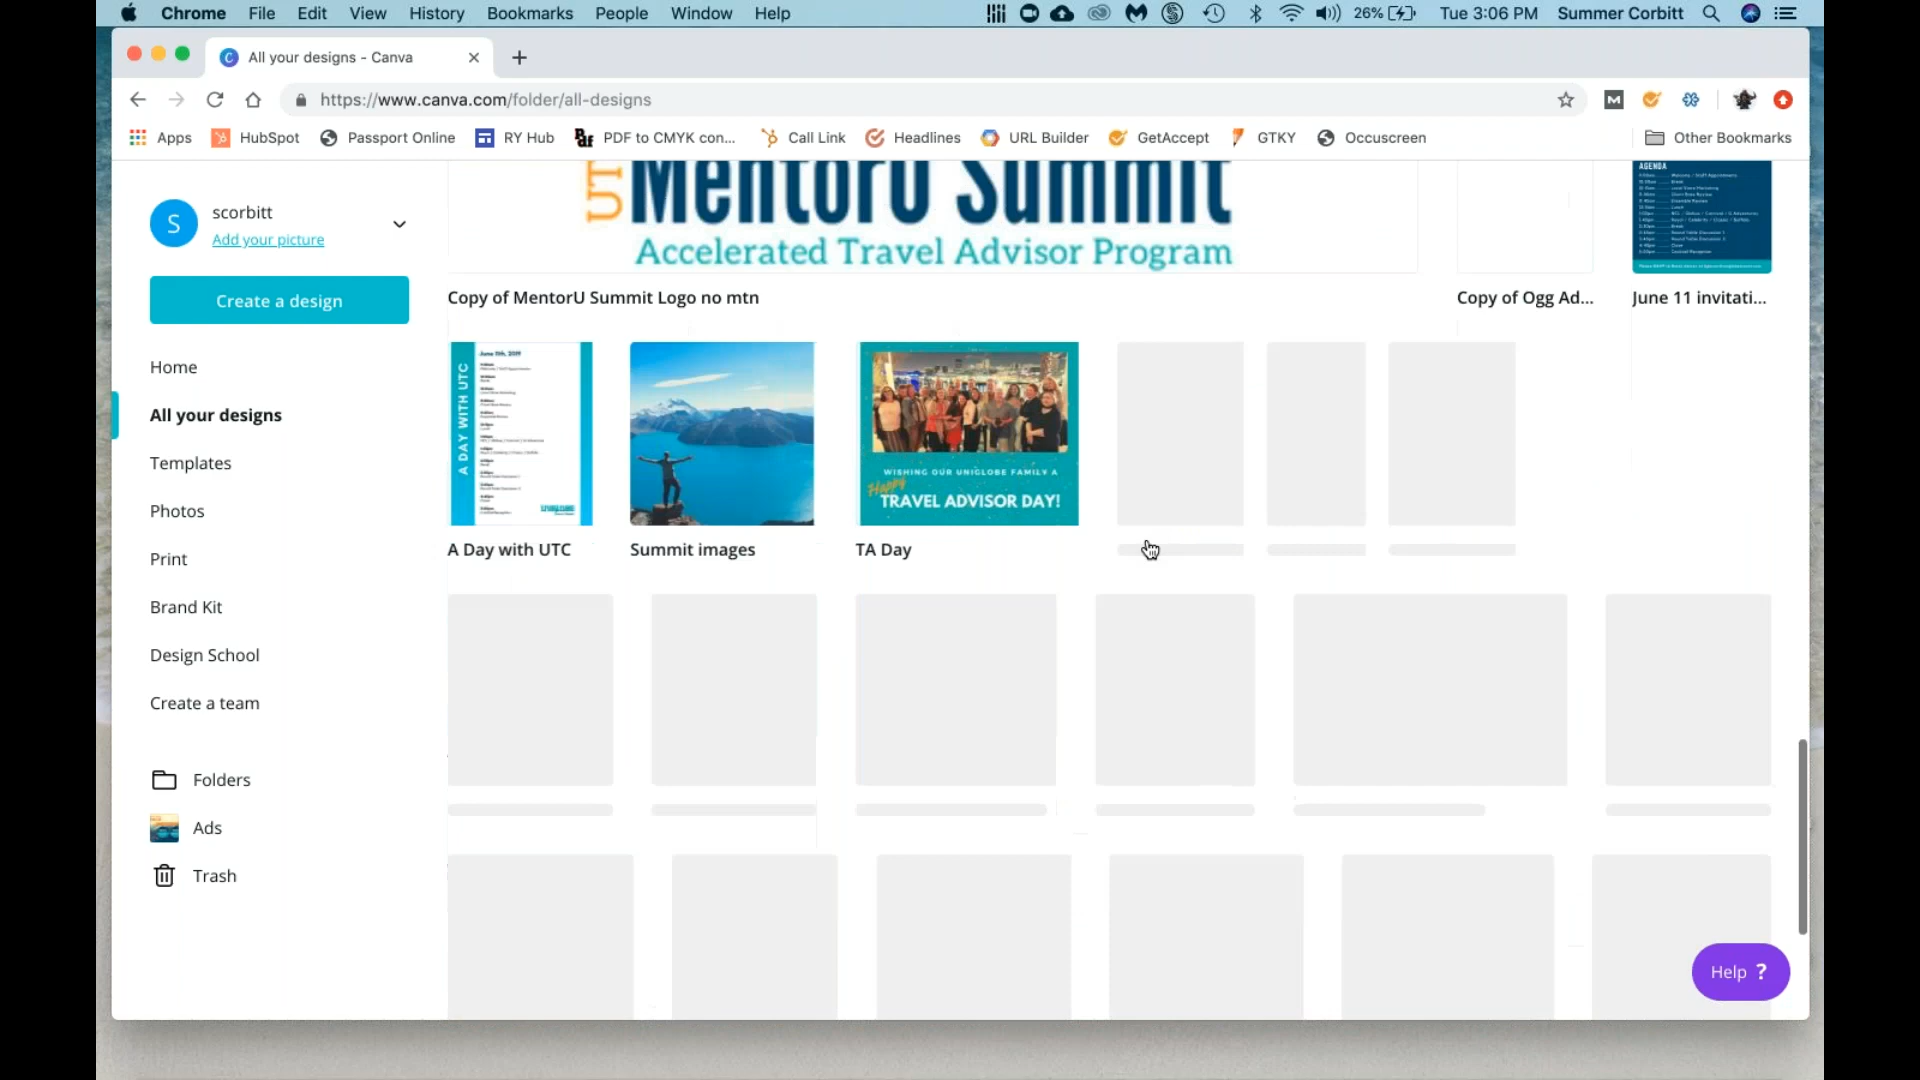 Chrome File Edit View History Bookmarks People Window Help 26% Tue 3:06 PM Summer Corbitt
All your designs - Canva
https://www.canva.com/folder/all-designs
Apps HubSpot Passport Online RY Hub PDF to CMYK con... Call Link Headlines URL Builder GetAccept GTKY Occuscreen Other Bookmarks
S
scorbitt
Add your picture
Create a design
Home
All your designs
Templates
Photos
Print
Brand Kit
Design School
Create a team
Folders
Ads
Trash
MentorU Summit
Accelerated Travel Advisor Program
AGENDA
Copy of MentorU Summit Logo no mtn
Copy of Ogg Ad...
June 11 invitati...
A DAY WITH UTC
June 11th, 2019
WISHING OUR UNIGLOBE FAMILY A
Happy
TRAVEL ADVISOR DAY!
A Day with UTC
Summit images
TA Day
Help ?